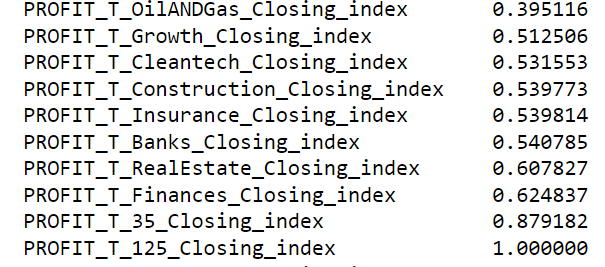 PROFIT_T_OilANDGas_Closing_index 0.395116
PROFIT_T_Growth_Closing_index 0.512506
PROFIT_T_Cleantech_Closing_index 0.531553
PROFIT_T_Construction_Closing_index 0.539773
PROFIT_T_Insurance_Closing_index 0.539814
PROFIT_T_Banks_Closing_index 0.540785
PROFIT_T_RealEstate_Closing_index 0.607827
PROFIT_T_Finances_Closing_index 0.624837
PROFIT_T_35_Closing_index 0.879182
PROFIT_T_125_Closing_index 1.000000